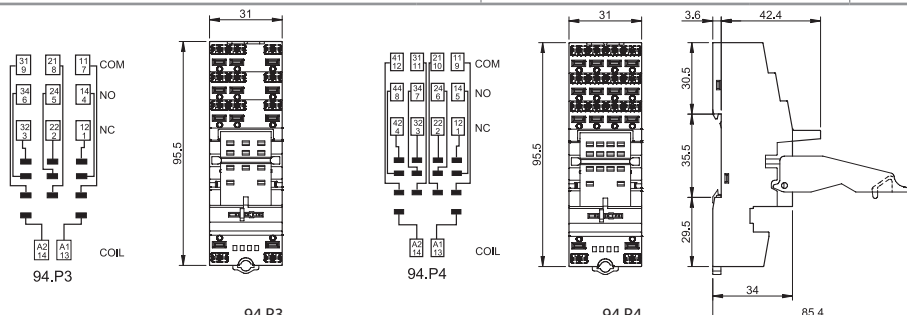 31 31 3.6 42.4
31 21 11 COM
9 8 7
34 24 14 NO
6 5 4
32 22 12 NC
3 2 1
A2 A1 COIL
14 13
94.P3
95.5
41 31 21 11 COM
12 11 10 9
44 34 24 14 NO
8 7 6 5
42 32 22 12 NC
4 3 2 1
A2 A1 COIL
14 13
94.P4
95.5
30.5
35.5
29.5
34
85.4
94.P3 94.P4